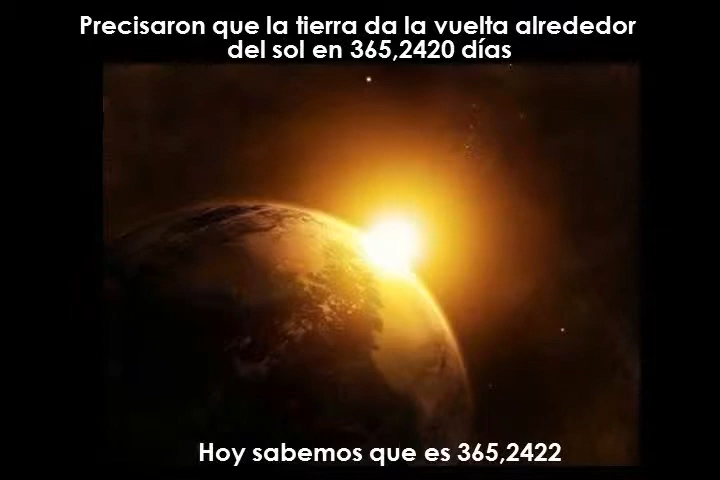 Precisaron que la tierra da la vuelta alrededor
del sol en 365,2420 días
Hoy sabemos que es 365,2422